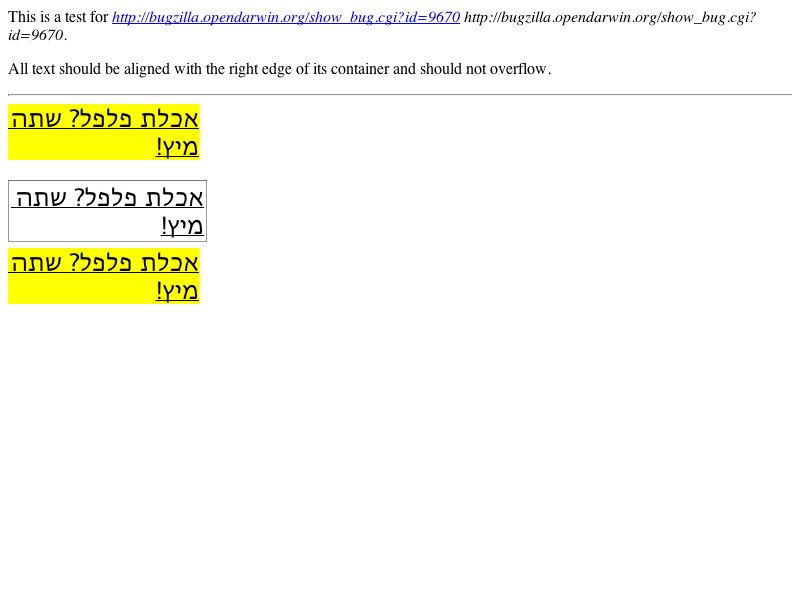 This is a test for http://bugzilla.opendarwin.org/show_bug.cgi?id=9670 http://bugzilla.opendarwin.org/show_bug.cgi?
id=9670.
All text should be aligned with the right edge of its container and should not overflow.
אכלת פלפל? שתה
מיץ!
אכלת פלפל? שתה
מיץ!
אכלת פלפל? שתה
מיץ!